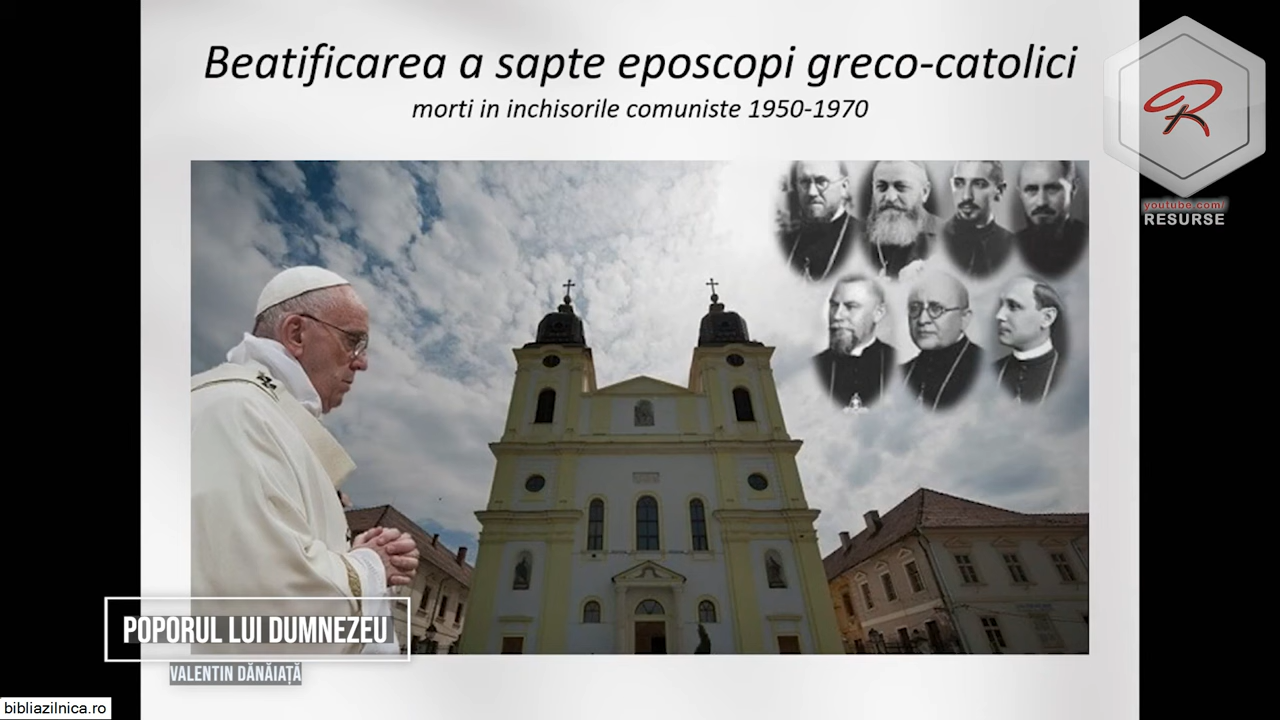 Beatificarea a sapte eposcopi greco-catolici
morti in inchisorile comuniste 1950-1970
R
youtube.com/
RESURSE
POPORUL LUI DUMNEZEU
VALENTIN DĂNĂIAȚĂ
bibliazilnica.ro